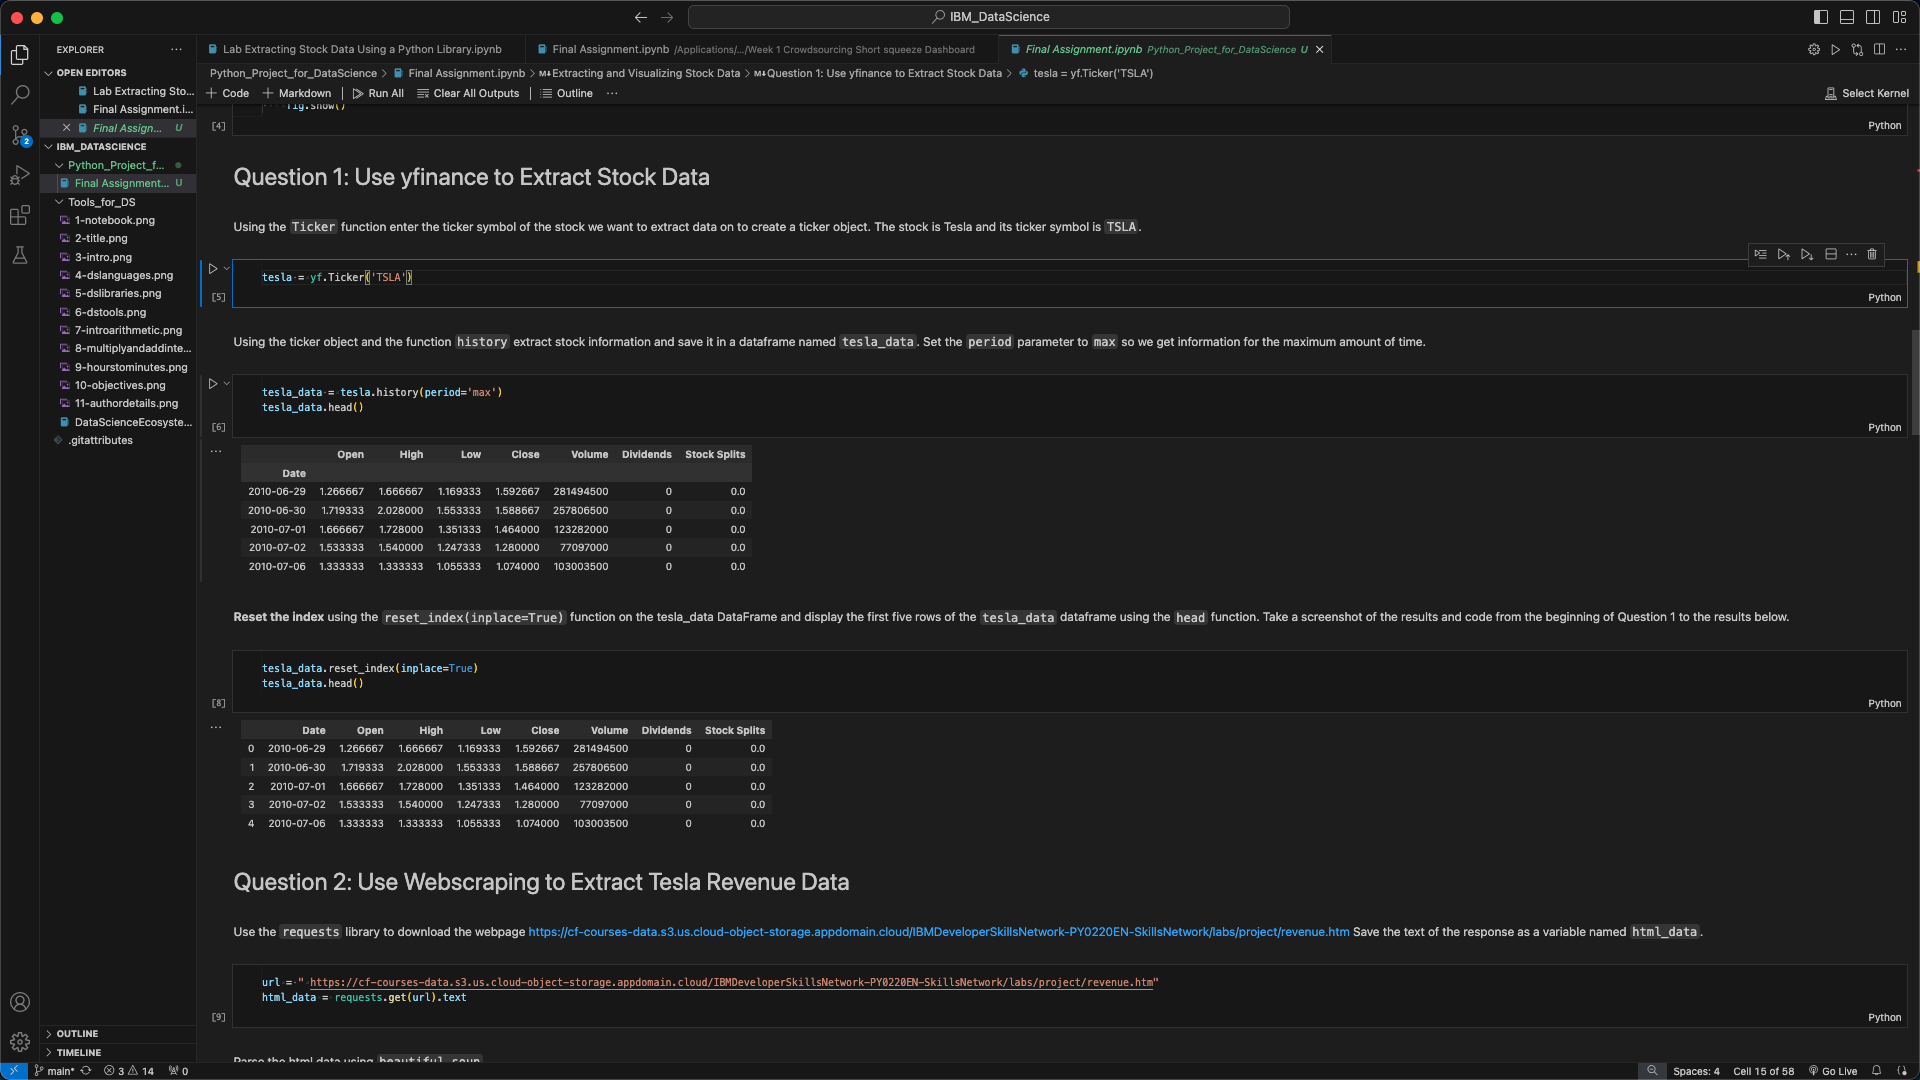 IBM_DataScience
EXPLORER
Lab Extracting Stock Data Using a Python Library.ipynb
Final Assignment.ipynb /Applications/.../Week 1 Crowdsourcing Short squeeze Dashboard
Final Assignment.ipynb Python_Project_for_DataScience U
OPEN EDITORS
Lab Extracting Sto...
Final Assignment.i...
Final Assign... U
IBM_DATASCIENCE
Python_Project_f...
Final Assignment... U
Tools_for_DS
1-notebook.png
2-title.png
3-intro.png
4-dslanguages.png
5-dslibraries.png
6-dstools.png
7-introarithmetic.png
8-multiplyandaddinte...
9-hourstominutes.png
10-objectives.png
11-authordetails.png
DataScienceEcosyste...
.gitattributes
OUTLINE
TIMELINE
Python_Project_for_DataScience > Final Assignment.ipynb > Extracting and Visualizing Stock Data > Question 1: Use yfinance to Extract Stock Data > tesla = yf.Ticker('TSLA')
Code Markdown Run All Clear All Outputs Outline ...
Select Kernel
fig.show()
[4]
Python
Question 1: Use yfinance to Extract Stock Data
Using the Ticker function enter the ticker symbol of the stock we want to extract data on to create a ticker object. The stock is Tesla and its ticker symbol is TSLA.
tesla = yf.Ticker('TSLA')
[5]
Python
Using the ticker object and the function history extract stock information and save it in a dataframe named tesla_data. Set the period parameter to max so we get information for the maximum amount of time.
tesla_data = tesla.history(period='max')
tesla_data.head()
[6]
Python
Open High Low Close Volume Dividends Stock Splits
Date
2010-06-29 1.266667 1.666667 1.169333 1.592667 281494500 0 0.0
2010-06-30 1.719333 2.028000 1.553333 1.588667 257806500 0 0.0
2010-07-01 1.666667 1.728000 1.351333 1.464000 123282000 0 0.0
2010-07-02 1.533333 1.540000 1.247333 1.280000 77097000 0 0.0
2010-07-06 1.333333 1.333333 1.055333 1.074000 103003500 0 0.0
Reset the index using the reset_index(inplace=True) function on the tesla_data DataFrame and display the first five rows of the tesla_data dataframe using the head function. Take a screenshot of the results and code from the beginning of Question 1 to the results below.
tesla_data.reset_index(inplace=True)
tesla_data.head()
[8]
Python
Date Open High Low Close Volume Dividends Stock Splits
0 2010-06-29 1.266667 1.666667 1.169333 1.592667 281494500 0 0.0
1 2010-06-30 1.719333 2.028000 1.553333 1.588667 257806500 0 0.0
2 2010-07-01 1.666667 1.728000 1.351333 1.464000 123282000 0 0.0
3 2010-07-02 1.533333 1.540000 1.247333 1.280000 77097000 0 0.0
4 2010-07-06 1.333333 1.333333 1.055333 1.074000 103003500 0 0.0
Question 2: Use Webscraping to Extract Tesla Revenue Data
Use the requests library to download the webpage https://cf-courses-data.s3.us.cloud-object-storage.appdomain.cloud/IBMDeveloperSkillsNetwork-PY0220EN-SkillsNetwork/labs/project/revenue.htm Save the text of the response as a variable named html_data.
url = " https://cf-courses-data.s3.us.cloud-object-storage.appdomain.cloud/IBMDeveloperSkillsNetwork-PY0220EN-SkillsNetwork/labs/project/revenue.htm"
html_data = requests.get(url).text
[9]
Python
Parse the html data using beautiful_soup
2
main* 3 14 0
Spaces: 4 Cell 15 of 58 Go Live